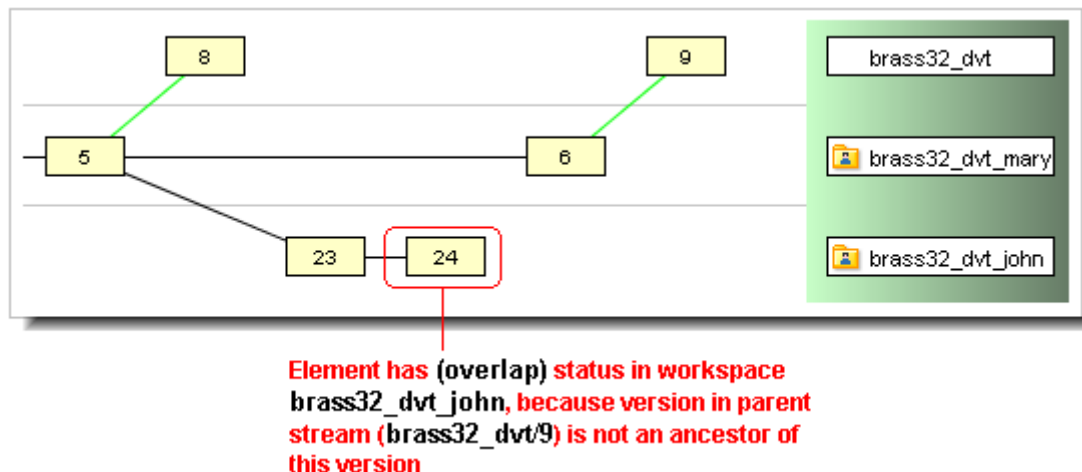 8
9
brass32_dvt
5
6
brass32_dvt_mary
23
24
brass32_dvt_john
Element has (overlap) status in workspace
brass32_dvt_john, because version in parent
stream (brass32_dvt/9) is not an ancestor of
this version